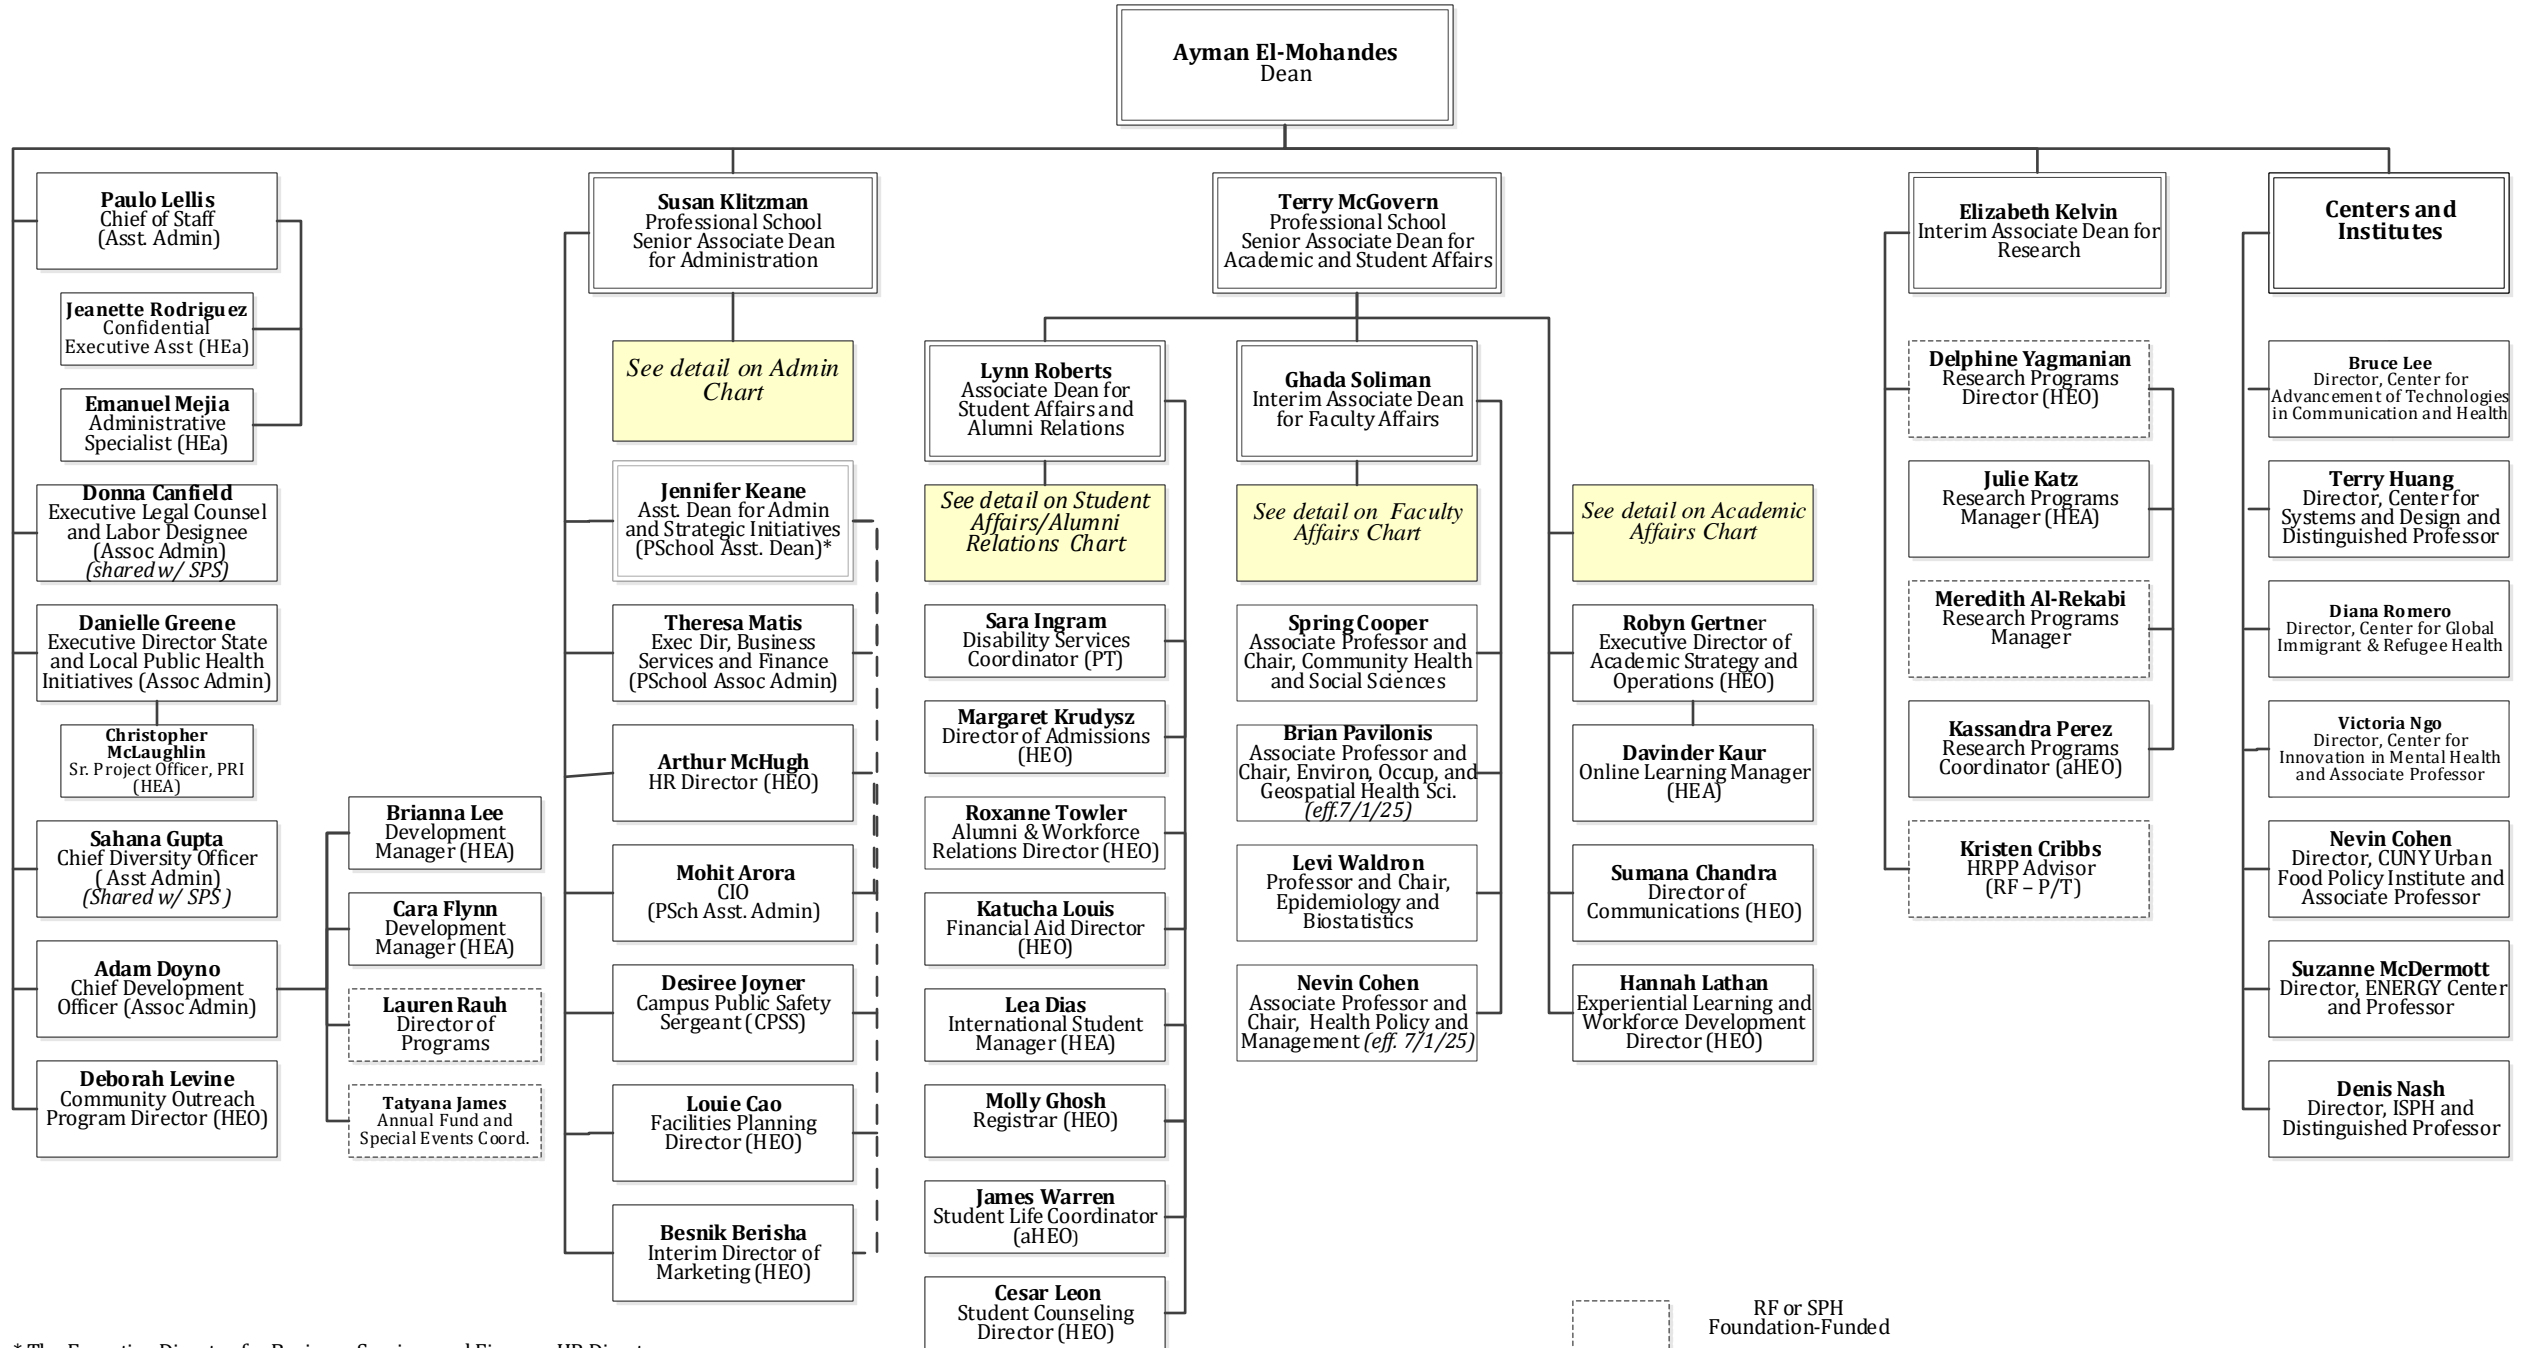 Ayman El-Mohandes
Dean
Paulo Lellis
Chief of Staff
(Asst. Admin)
Jeanette Rodriguez
Confidential
Executive Asst (HEa)
Emanuel Mejia
Administrative
Specialist (HEa)
Donna Canfield
Executive Legal Counsel
and Labor Designee
(Assoc Admin)
(shared w/ SPS)
Danielle Greene
Executive Director State
and Local Public Health
Initiatives (Assoc Admin)
Christopher
McLaughlin
Sr. Project Officer, PRI
(HEA)
Sahana Gupta
Chief Diversity Officer
( Asst Admin)
(Shared w/ SPS )
Adam Doyno
Chief Development
Officer (Assoc Admin)
Deborah Levine
Community Outreach
Program Director (HEO)
Brianna Lee
Development
Manager (HEA)
Cara Flynn
Development
Manager (HEA)
Lauren Rauh
Director of
Programs
Tatyana James
Annual Fund and
Special Events Coord.
Susan Klitzman
Professional School
Senior Associate Dean
for Administration
See detail on Admin
Chart
Jennifer Keane
Asst. Dean for Admin
and Strategic Initiatives
(PSchool Asst. Dean)*
Theresa Matis
Exec Dir, Business
Services and Finance
(PSchool Assoc Admin)
Arthur McHugh
HR Director (HEO)
Mohit Arora
CIO
(PSch Asst. Admin)
Desiree Joyner
Campus Public Safety
Sergeant (CPSS)
Louie Cao
Facilities Planning
Director (HEO)
Besnik Berisha
Interim Director of
Marketing (HEO)
Terry McGovern
Professional School
Senior Associate Dean for
Academic and Student Affairs
Lynn Roberts
Associate Dean for
Student Affairs and
Alumni Relations
See detail on Student
Affairs/Alumni
Relations Chart
Sara Ingram
Disability Services
Coordinator (PT)
Margaret Krudysz
Director of Admissions
(HEO)
Roxanne Towler
Alumni & Workforce
Relations Director (HEO)
Katucha Louis
Financial Aid Director
(HEO)
Lea Dias
International Student
Manager (HEA)
Molly Ghosh
Registrar (HEO)
James Warren
Student Life Coordinator
(aHEO)
Cesar Leon
Student Counseling
Director (HEO)
Ghada Soliman
Interim Associate Dean
for Faculty Affairs
See detail on Faculty
Affairs Chart
Spring Cooper
Associate Professor and
Chair, Community Health
and Social Sciences
Brian Pavilonis
Associate Professor and
Chair, Environ, Occup, and
Geospatial Health Sci.
(eff.7/1/25)
Levi Waldron
Professor and Chair,
Epidemiology and
Biostatistics
Nevin Cohen
Associate Professor and
Chair, Health Policy and
Management (eff. 7/1/25)
See detail on Academic
Affairs Chart
Robyn Gertner
Executive Director of
Academic Strategy and
Operations (HEO)
Davinder Kaur
Online Learning Manager
(HEA)
Sumana Chandra
Director of
Communications (HEO)
Hannah Lathan
Experiential Learning and
Workforce Development
Director (HEO)
Elizabeth Kelvin
Interim Associate Dean for
Research
Delphine Yagmanian
Research Programs
Director (HEO)
Julie Katz
Research Programs
Manager (HEA)
Meredith Al-Rekabi
Research Programs
Manager
Kassandra Perez
Research Programs
Coordinator (aHEO)
Kristen Cribbs
HRPP Advisor
(RF – P/T)
Centers and
Institutes
Bruce Lee
Director, Center for
Advancement of Technologies
in Communication and Health
Terry Huang
Director, Center for
Systems and Design and
Distinguished Professor
Diana Romero
Director, Center for Global
Immigrant & Refugee Health
Victoria Ngo
Director, Center for
Innovation in Mental Health
and Associate Professor
Nevin Cohen
Director, CUNY Urban
Food Policy Institute and
Associate Professor
Suzanne McDermott
Director, ENERGY Center
and Professor
Denis Nash
Director, ISPH and
Distinguished Professor
RF or SPH
Foundation-Funded
* The Executive Director for Business Services and Finance, HR Director,